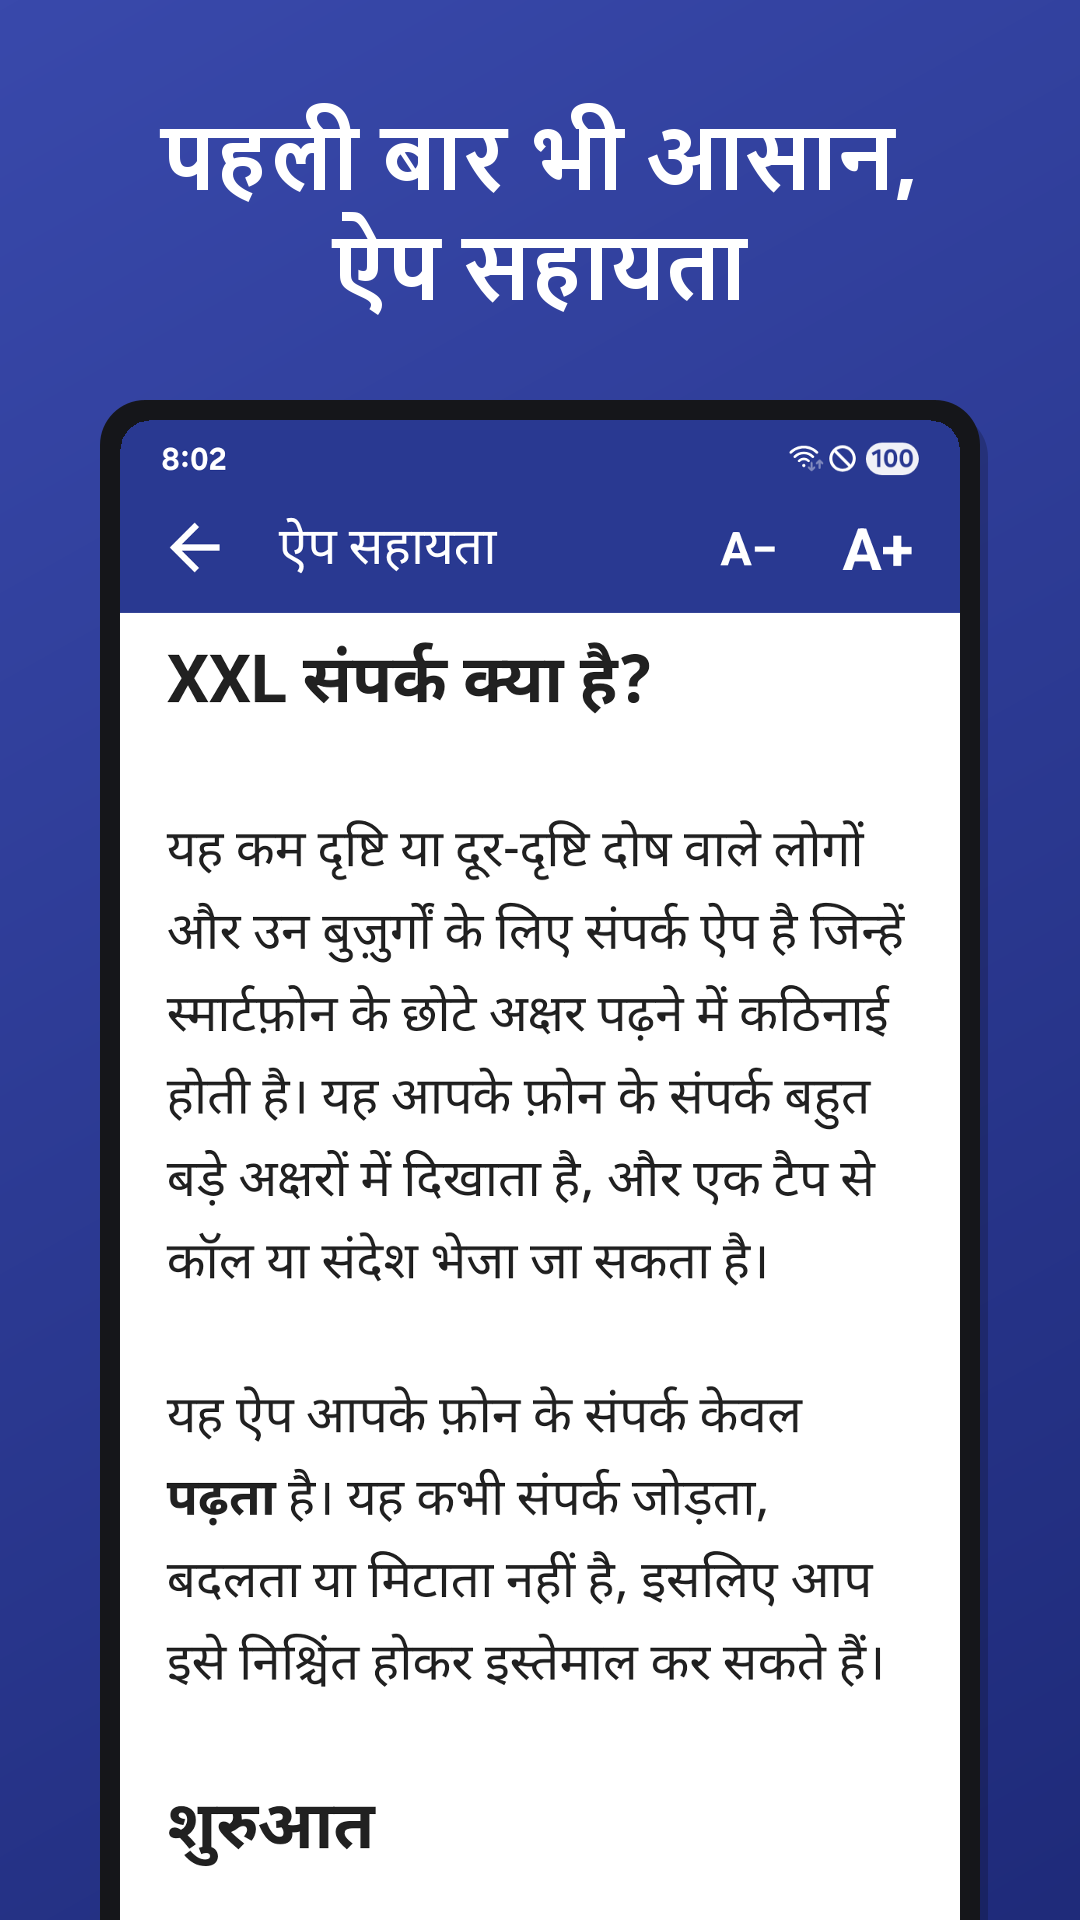 पहली बार भी आसान,
ऐप सहायता
8:02
100
ऐप सहायता
A−
A+
XXL संपर्क क्या है?
यह कम दृष्टि या दूर-दृष्टि दोष वाले लोगों
और उन बुज़ुर्गों के लिए संपर्क ऐप है जिन्हें
स्मार्टफ़ोन के छोटे अक्षर पढ़ने में कठिनाई
होती है। यह आपके फ़ोन के संपर्क बहुत
बड़े अक्षरों में दिखाता है, और एक टैप से
कॉल या संदेश भेजा जा सकता है।
यह ऐप आपके फ़ोन के संपर्क केवल
पढ़ता है। यह कभी संपर्क जोड़ता,
बदलता या मिटाता नहीं है, इसलिए आप
इसे निश्चिंत होकर इस्तेमाल कर सकते हैं।
शुरुआत